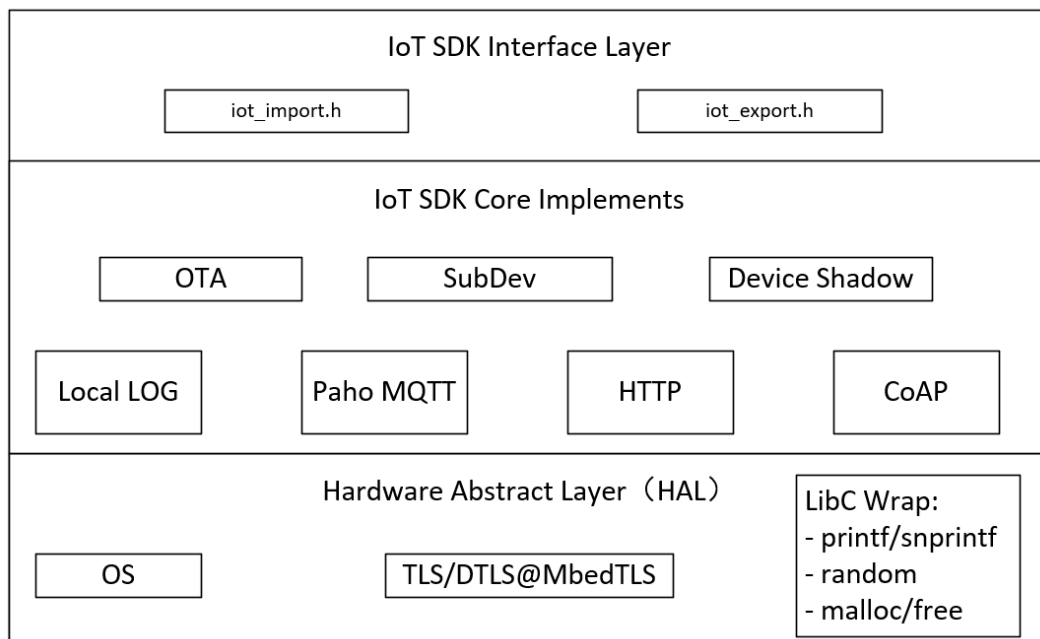 IoT SDK Interface Layer
iot_import.h
iot_export.h
IoT SDK Core Implements
OTA
SubDev
Device Shadow
Local LOG
Paho MQTT
HTTP
CoAP
Hardware Abstract Layer（HAL）
OS
TLS/DTLS@MbedTLS
LibC Wrap:
- printf/snprintf
- random
- malloc/free